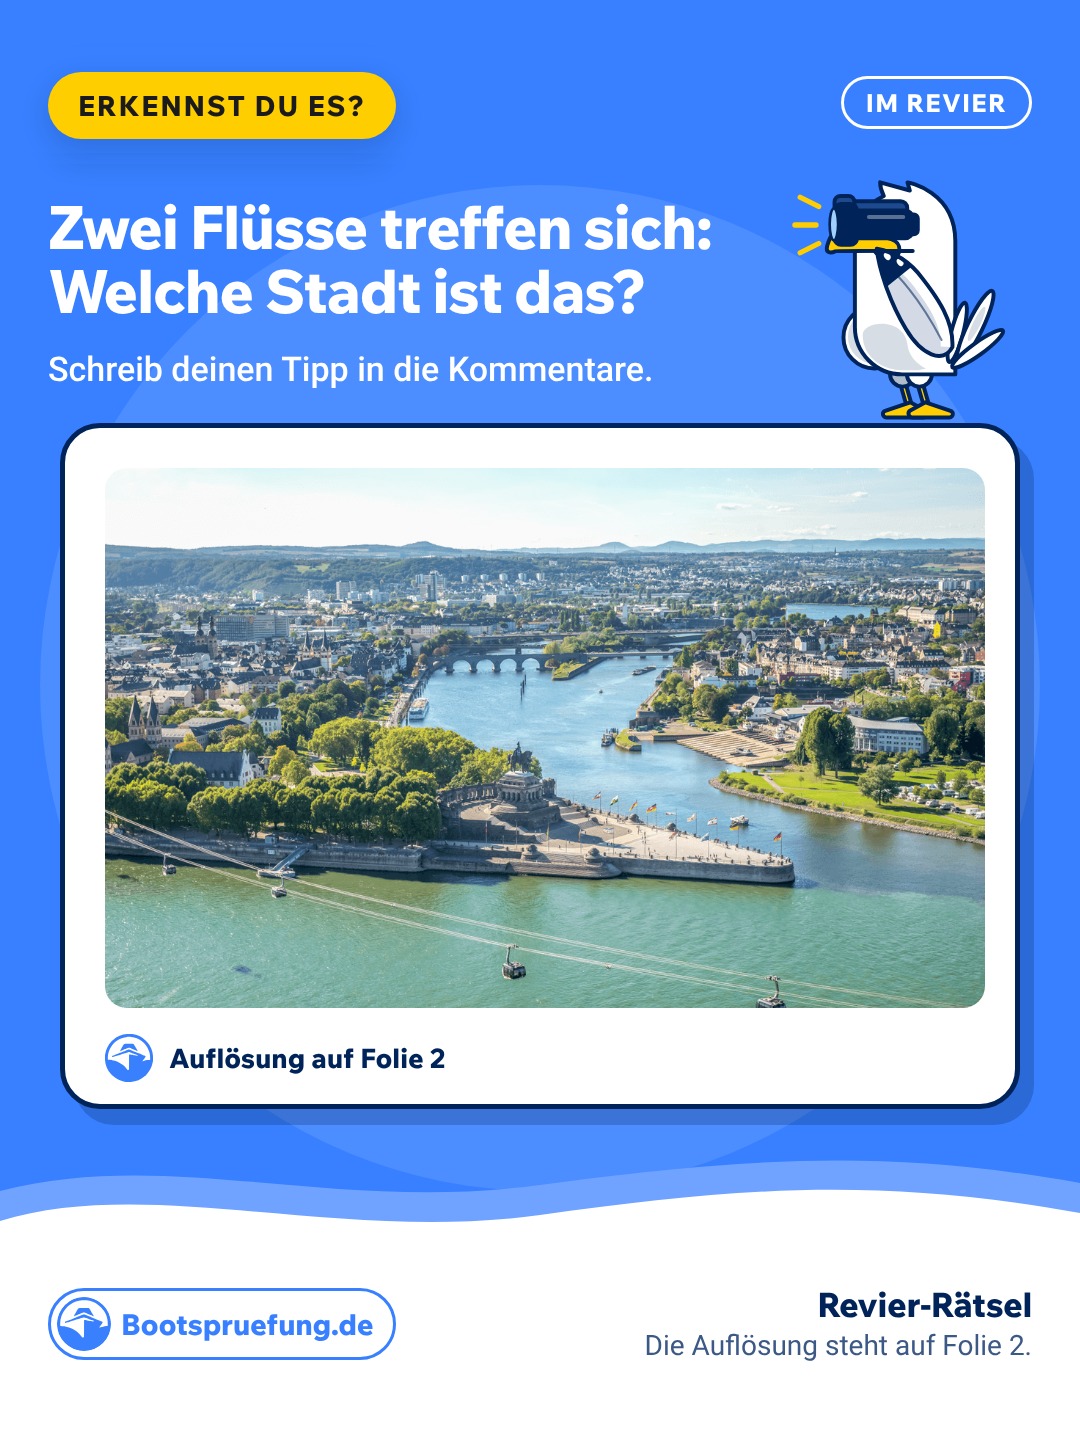 ERKENNST DU ES?
IM REVIER
Zwei Flüsse treffen sich:
Welche Stadt ist das?
Schreib deinen Tipp in die Kommentare.
Auflösung auf Folie 2
Bootspruefung.de
Revier-Rätsel
Die Auflösung steht auf Folie 2.